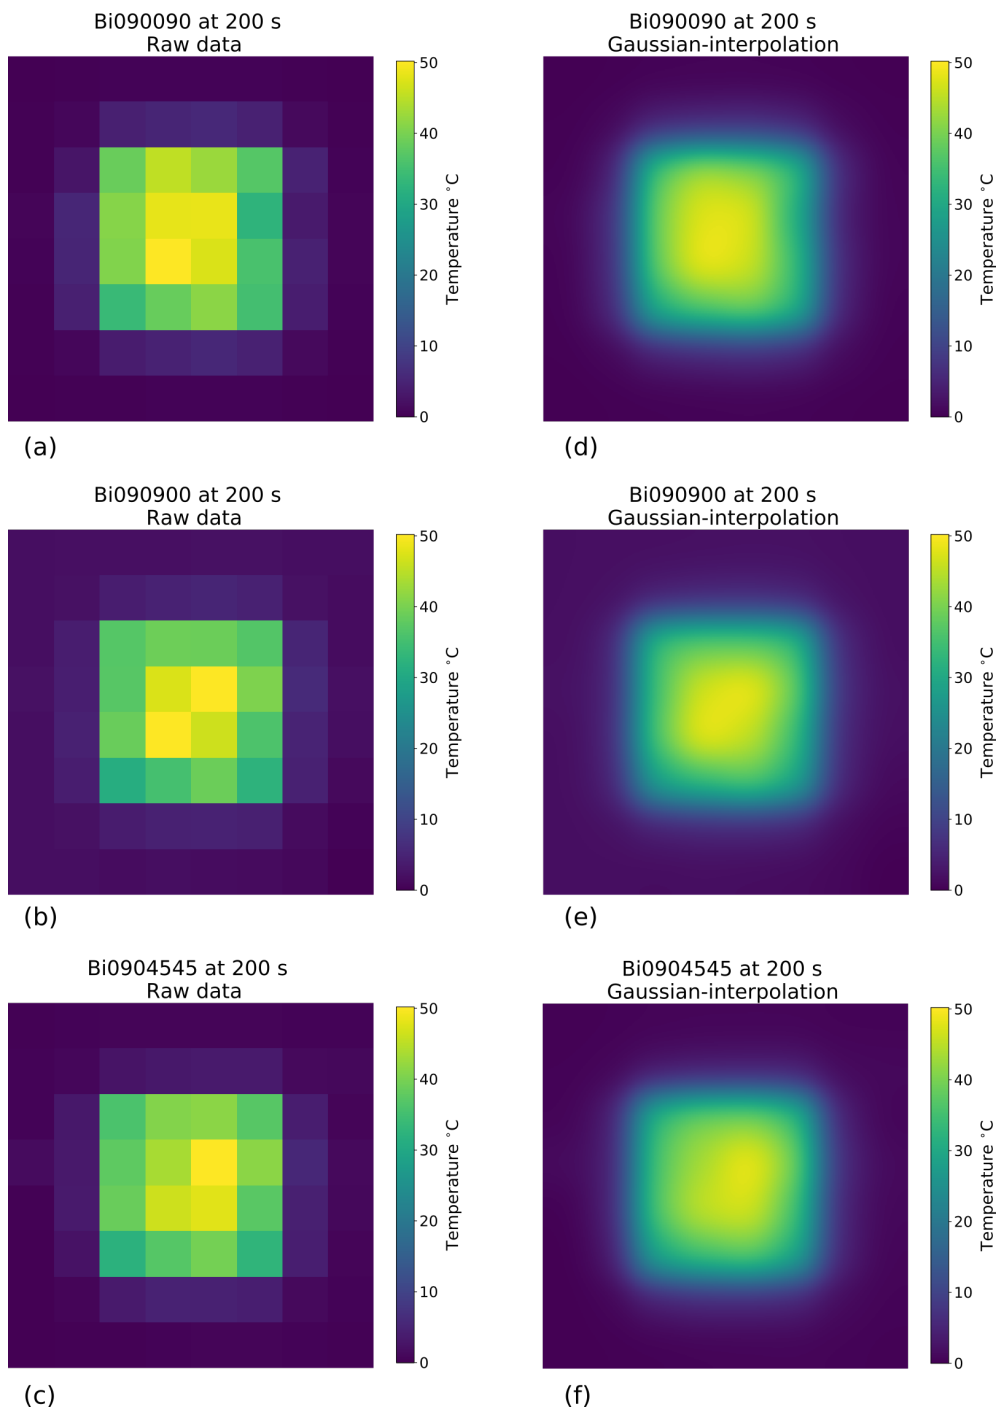 Bi090090 at 200 s
Raw data
50
40
30
20
10
0
Temperature °C
(a)
Bi090090 at 200 s
Gaussian-interpolation
50
40
30
20
10
0
Temperature °C
(d)
Bi090900 at 200 s
Raw data
50
40
30
20
10
0
Temperature °C
(b)
Bi090900 at 200 s
Gaussian-interpolation
50
40
30
20
10
0
Temperature °C
(e)
Bi0904545 at 200 s
Raw data
50
40
30
20
10
0
Temperature °C
(c)
Bi0904545 at 200 s
Gaussian-interpolation
50
40
30
20
10
0
Temperature °C
(f)